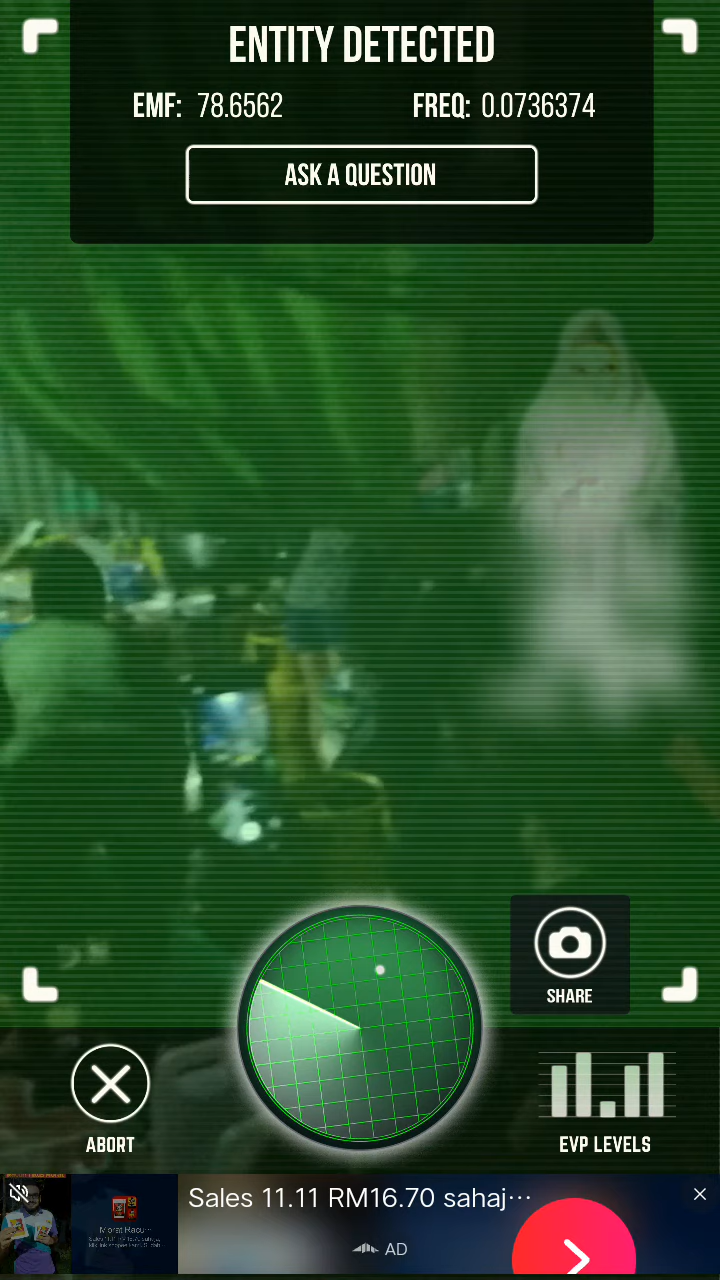 ENTITY DETECTED
EMF: 78.6562 FREQ: 0.0736374
ASK A QUESTION
SHARE
ABORT
EVP LEVELS
Sales 11.11 RM16.70 sahaj...
AD